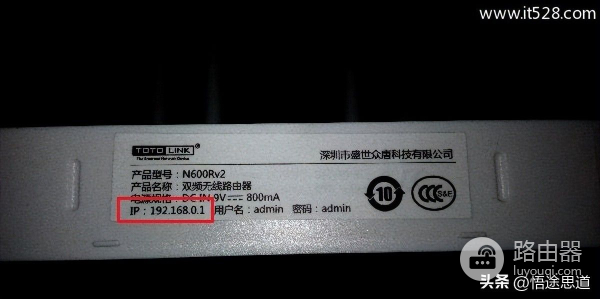 www.it528.com
TOTO LINK
The Smartest Network Device
深圳市盛世众唐科技有限公司
产品型号：N600Rv2
产品名称：双频无线路由器
电源规格：DC IN 9V 800mA
IP：192.168.0.1 用户名：admin 密码：admin
10
CCC S&E
路由器
luyouqi.com
头条 @悟途思道